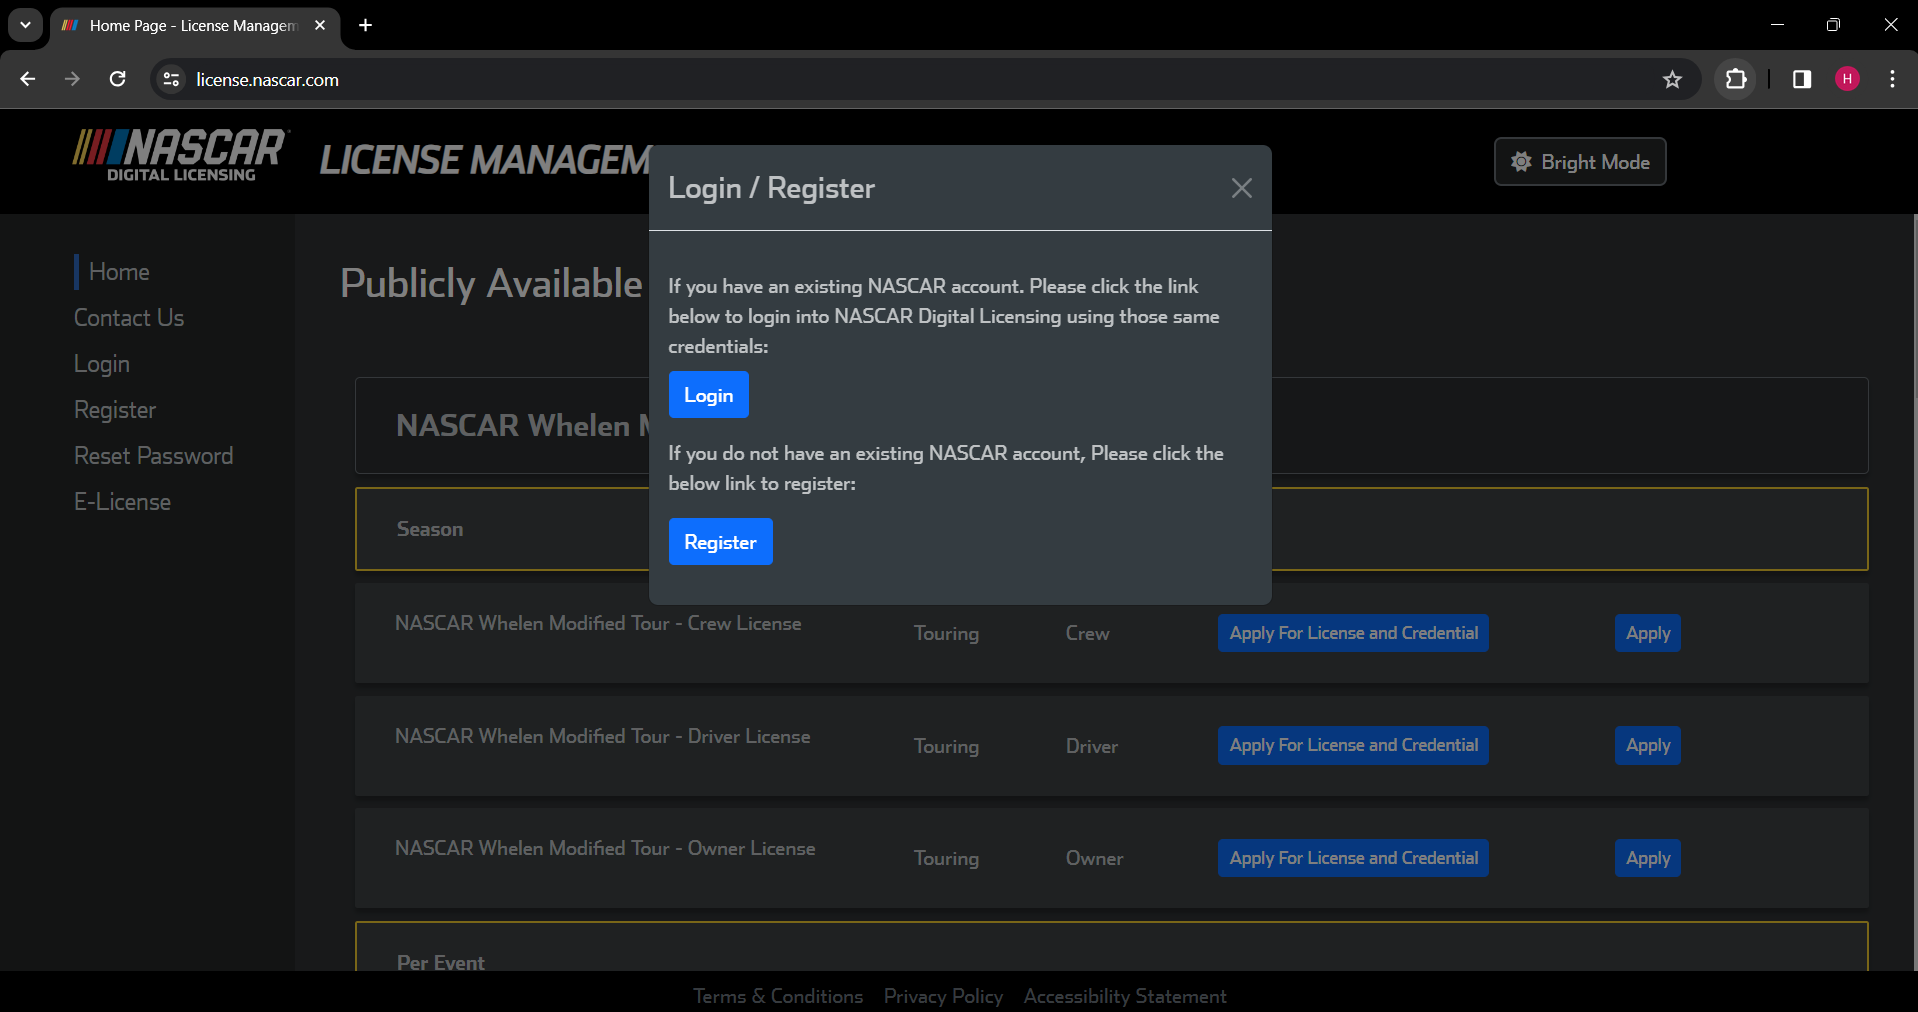 Home Page - License Managem
license.nascar.com
H
NASCAR
DIGITAL LICENSING
LICENSE MANAGEM
Bright Mode
Login / Register
Home
Contact Us
Login
Register
Reset Password
E-License
Publicly Available
If you have an existing NASCAR account. Please click the link
below to login into NASCAR Digital Licensing using those same
credentials:
Login
NASCAR Whelen M
If you do not have an existing NASCAR account, Please click the
below link to register:
Register
Season
NASCAR Whelen Modified Tour - Crew License Touring Crew Apply For License and Credential Apply
NASCAR Whelen Modified Tour - Driver License Touring Driver Apply For License and Credential Apply
NASCAR Whelen Modified Tour - Owner License Touring Owner Apply For License and Credential Apply
Per Event
Terms & Conditions Privacy Policy Accessibility Statement